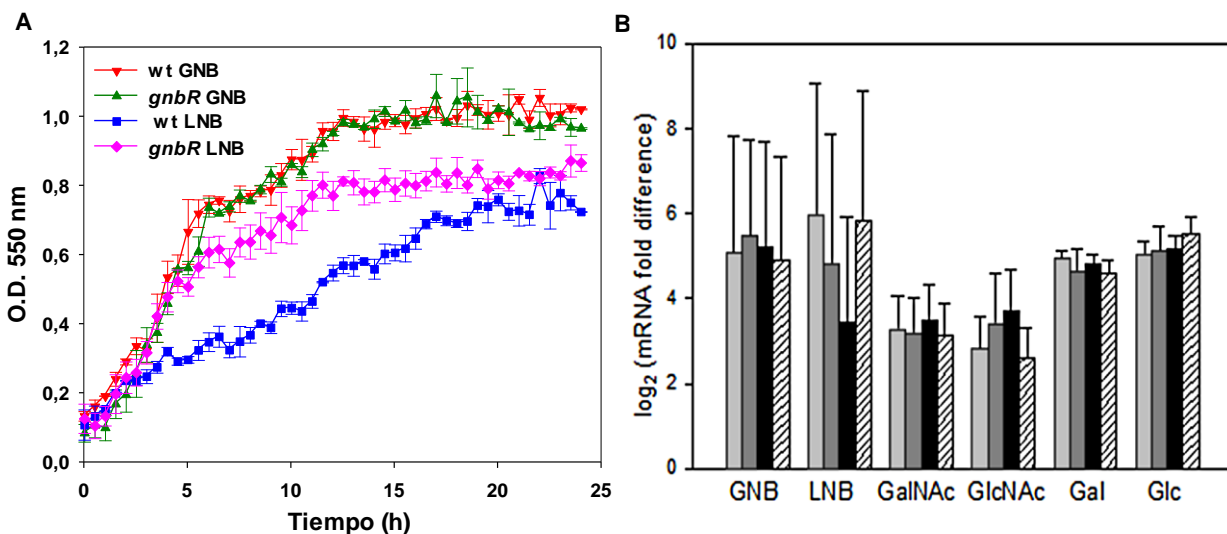 A
1,2
1,0
0,8
0,6
0,4
0,2
0,0
O.D. 550 nm
wt GNB
gnbR GNB
wt LNB
gnbR LNB
0 5 10 15 20 25
Tiempo (h)
B
10
8
6
4
2
0
log₂ (mRNA fold difference)
GNB LNB GalNAc GlcNAc Gal Glc